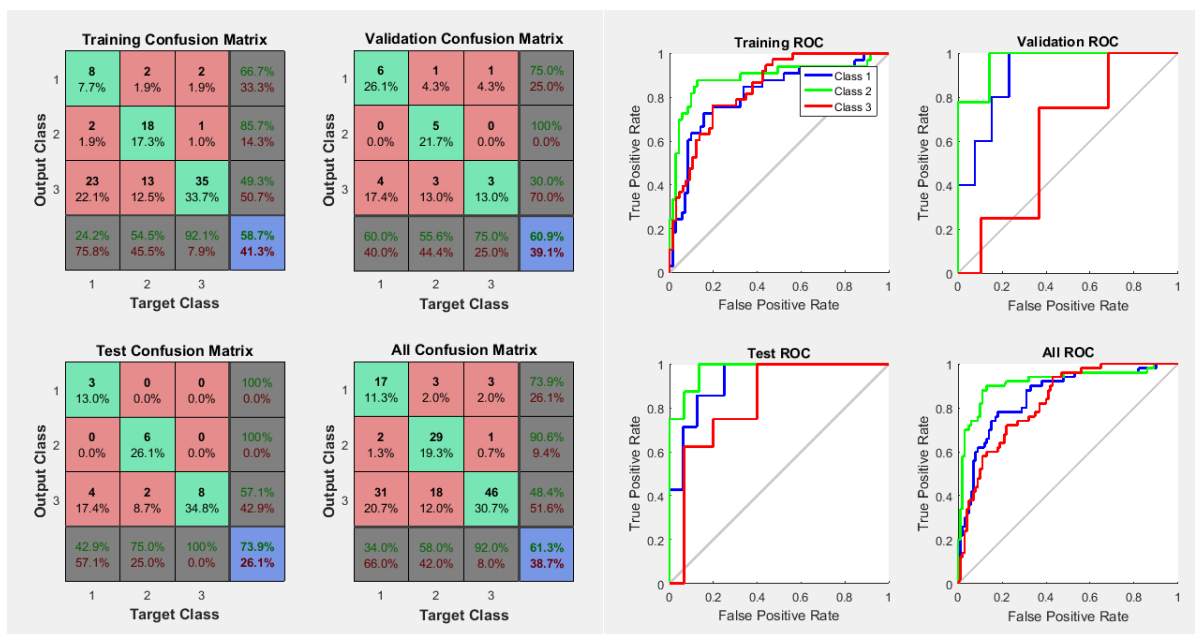 Training Confusion Matrix
8 2 2 66.7%
1
7.7% 1.9% 1.9% 33.3%
2 18 1 85.7%
2
1.9% 17.3% 1.0% 14.3%
23 13 35 49.3%
3
22.1% 12.5% 33.7% 50.7%
24.2% 54.5% 92.1% 58.7%
75.8% 45.5% 7.9% 41.3%
1 2 3
Target Class
Output Class
Validation Confusion Matrix
6 1 1 75.0%
1
26.1% 4.3% 4.3% 25.0%
0 5 0 100%
2
0.0% 21.7% 0.0% 0.0%
4 3 3 30.0%
3
17.4% 13.0% 13.0% 70.0%
60.0% 55.6% 75.0% 60.9%
40.0% 44.4% 25.0% 39.1%
1 2 3
Target Class
Output Class
Training ROC
Class 1
Class 2
Class 3
1
0.8
0.6
0.4
0.2
0
0 0.2 0.4 0.6 0.8 1
False Positive Rate
True Positive Rate
Validation ROC
1
0.8
0.6
0.4
0.2
0
0 0.2 0.4 0.6 0.8 1
False Positive Rate
True Positive Rate
Test Confusion Matrix
3 0 0 100%
1
13.0% 0.0% 0.0% 0.0%
0 6 0 100%
2
0.0% 26.1% 0.0% 0.0%
4 2 8 57.1%
3
17.4% 8.7% 34.8% 42.9%
42.9% 75.0% 100% 73.9%
57.1% 25.0% 0.0% 26.1%
1 2 3
Target Class
Output Class
All Confusion Matrix
17 3 3 73.9%
1
11.3% 2.0% 2.0% 26.1%
2 29 1 90.6%
2
1.3% 19.3% 0.7% 9.4%
31 18 46 48.4%
3
20.7% 12.0% 30.7% 51.6%
34.0% 58.0% 92.0% 61.3%
66.0% 42.0% 8.0% 38.7%
1 2 3
Target Class
Output Class
Test ROC
1
0.8
0.6
0.4
0.2
0
0 0.2 0.4 0.6 0.8 1
False Positive Rate
True Positive Rate
All ROC
1
0.8
0.6
0.4
0.2
0
0 0.2 0.4 0.6 0.8 1
False Positive Rate
True Positive Rate